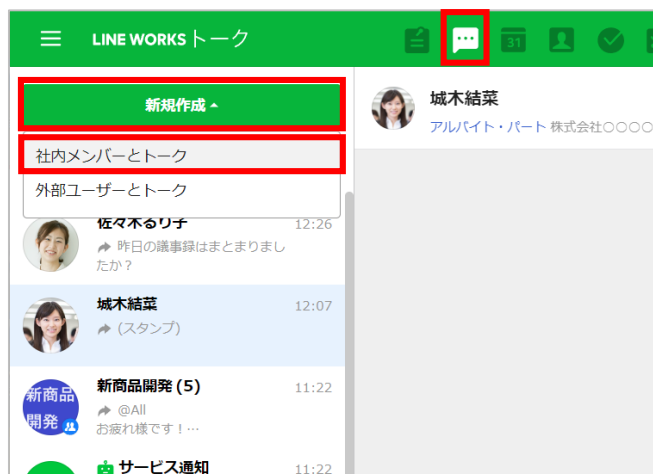 LINE WORKSトーク
31
新規作成
城木結菜
アルバイト・パート 株式会社〇〇〇〇
社内メンバーとトーク
外部ユーザーとトーク
佐々木るり子 12:26
昨日の議事録はまとまりまし
たか？
城木結菜 12:07
(スタンプ)
新商品
開発
新商品開発 (5) 11:22
@All
お疲れ様です！…
サービス通知 11:22